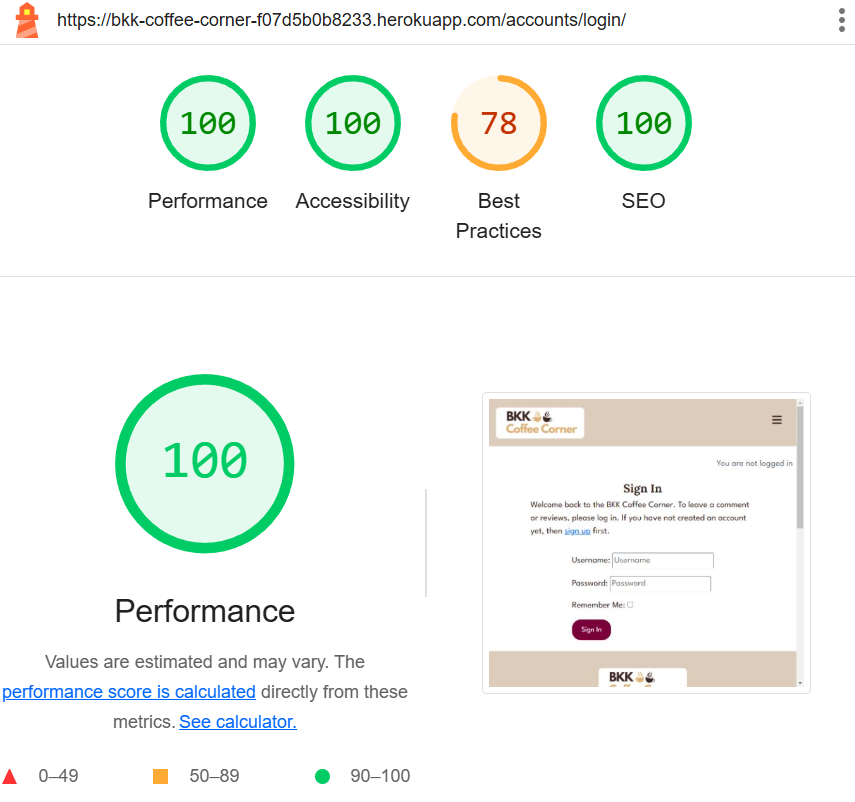 https://bkk-coffee-corner-f07d5b0b8233.herokuapp.com/accounts/login/
100
100
78
100
Performance
Accessibility
Best
Practices
SEO
100
Performance
Values are estimated and may vary. The
performance score is calculated directly from these
metrics. See calculator.
0–49
50–89
90–100
BKK
Coffee Corner
You are not logged in
Sign In
Welcome back to the BKK Coffee Corner. To leave a comment
or reviews, please log in. If you have not created an account
yet, then sign up first.
Username: Username
Password: Password
Remember Me:
Sign In
BKK